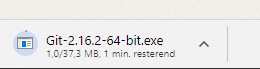 Git-2.16.2-64-bit.exe
1,0/37,3 MB, 1 min. resterend